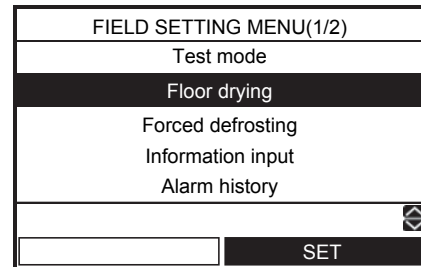 FIELD SETTING MENU(1/2)
Test mode
Floor drying
Forced defrosting
Information input
Alarm history
SET